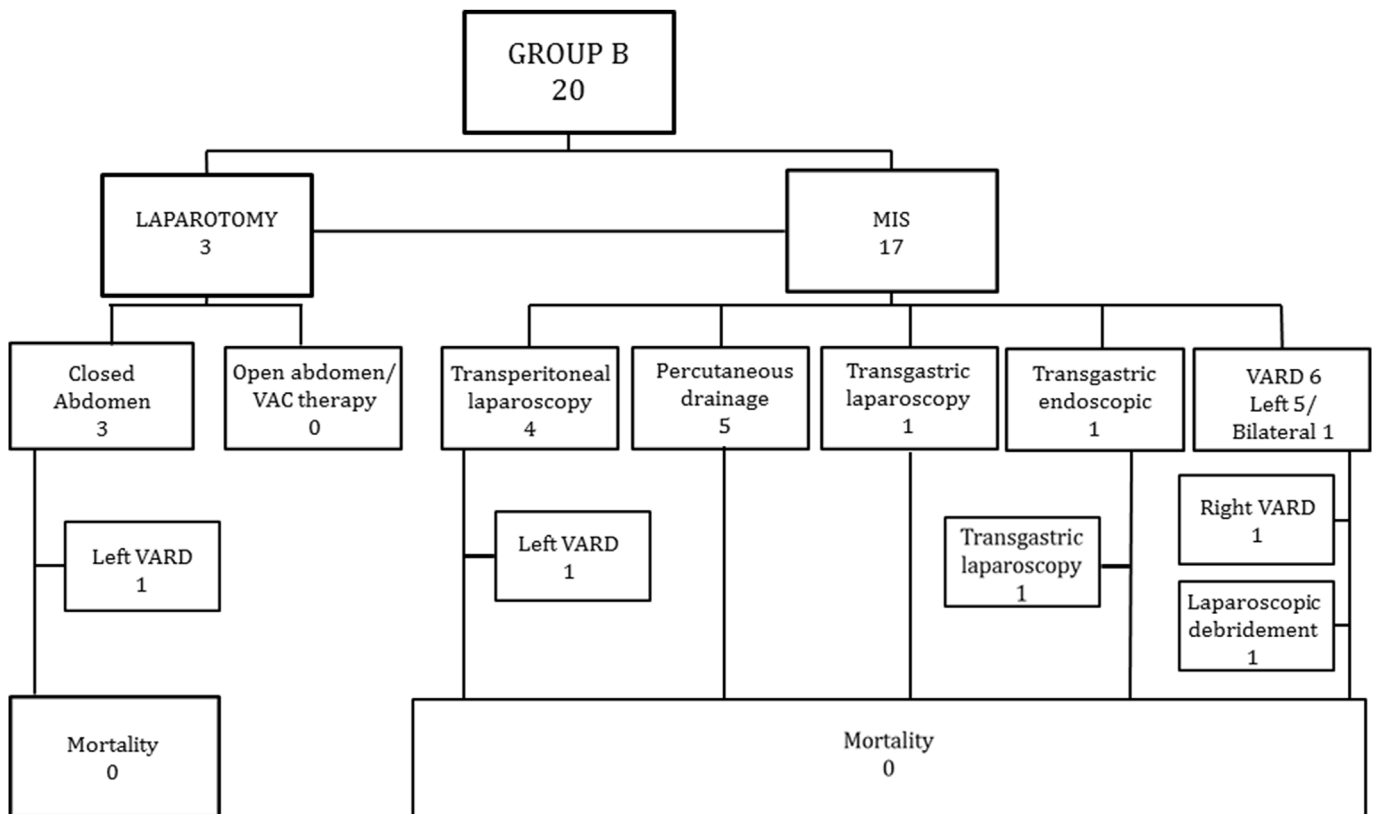 GROUP B
20
LAPAROTOMY
3
MIS
17
Closed
Abdomen
3
Open abdomen/
VAC therapy
0
Transperitoneal
laparoscopy
4
Percutaneous
drainage
5
Transgastric
laparoscopy
1
Transgastric
endoscopic
1
VARD 6
Left 5/
Bilateral 1
Left VARD
1
Left VARD
1
Transgastric
laparoscopy
1
Right VARD
1
Laparoscopic
debridement
1
Mortality
0
Mortality
0